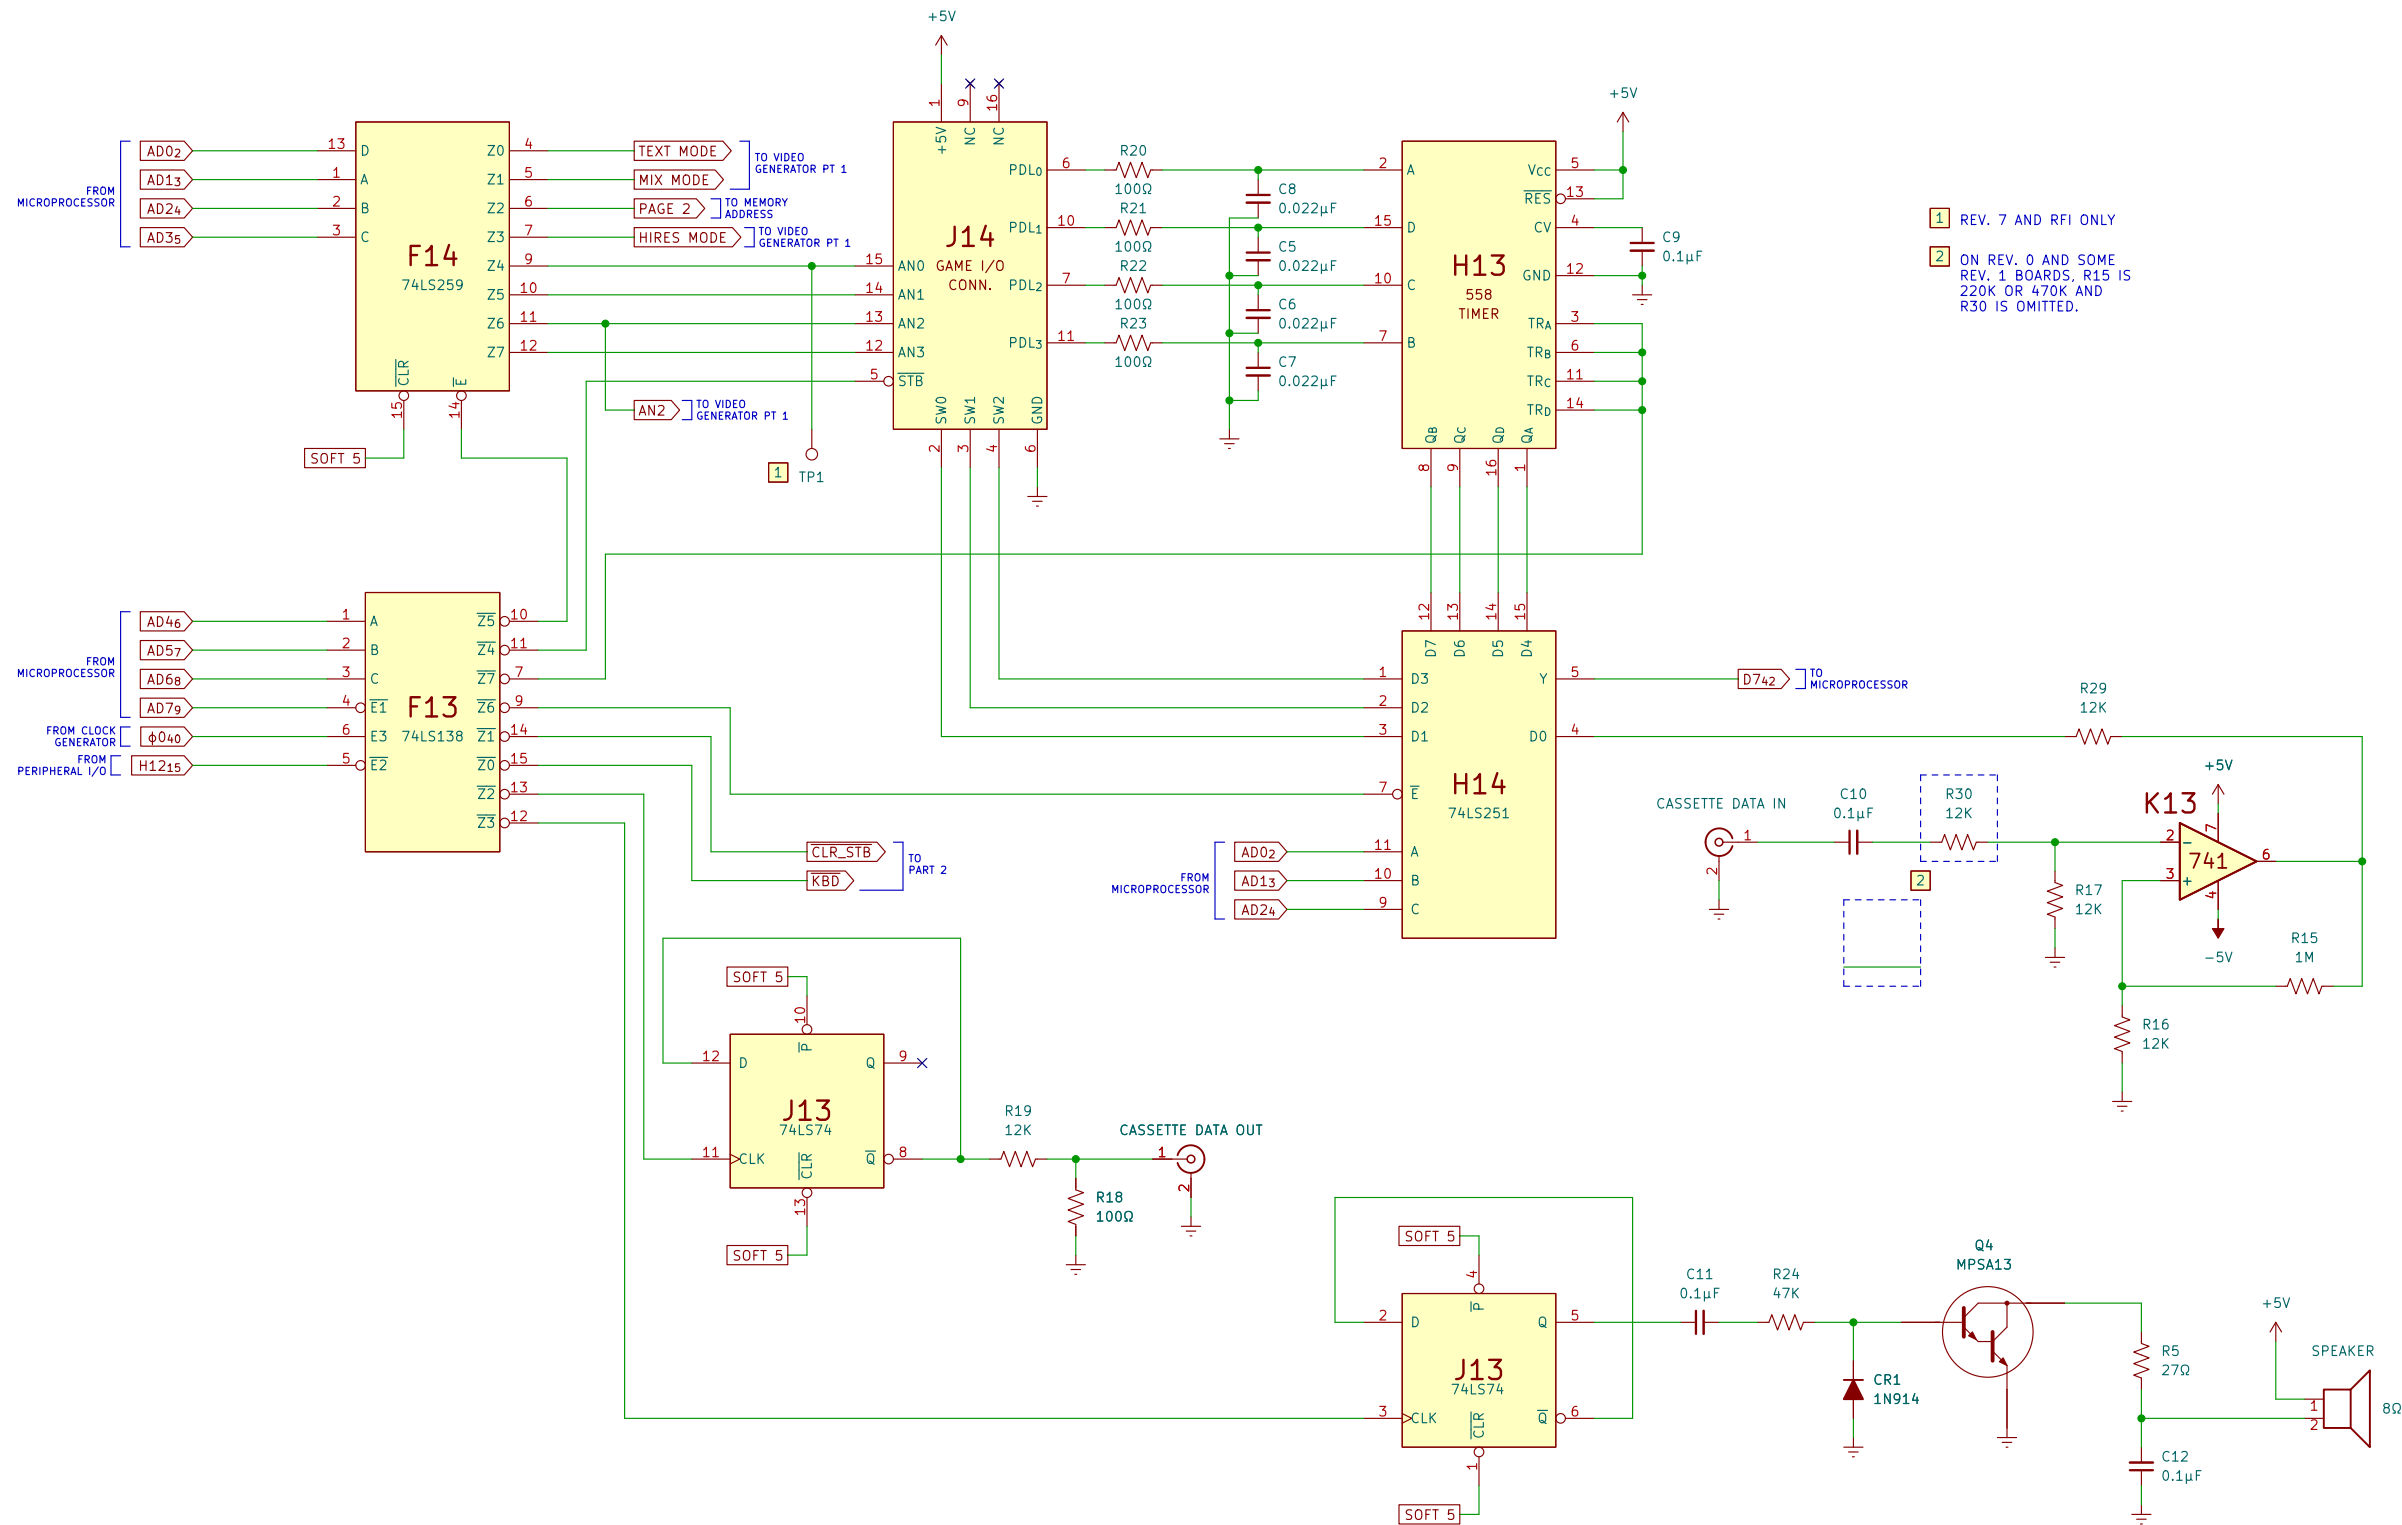 +5V
FROM
MICROPROCESSOR
AD0₂
AD1₃
AD2₄
AD3₅
13
1
2
3
D
A
B
C
F14
74LS259
CLR
E
15
14
SOFT 5
Z0
Z1
Z2
Z3
Z4
Z5
Z6
Z7
4
5
6
7
9
10
11
12
TEXT MODE
MIX MODE
PAGE 2
HIRES MODE
TO VIDEO
GENERATOR PT 1
TO MEMORY
ADDRESS
TO VIDEO
GENERATOR PT 1
AN2
TO VIDEO
GENERATOR PT 1
1
TP1
1
9
16
+5V
NC
NC
15
14
13
12
5
AN0
AN1
AN2
AN3
STB
J14
GAME I/O
CONN.
PDL₀
PDL₁
PDL₂
PDL₃
6
10
7
11
SW0
SW1
SW2
GND
2
3
4
6
R20
100Ω
R21
100Ω
R22
100Ω
R23
100Ω
C8
0.022µF
C5
0.022µF
C6
0.022µF
C7
0.022µF
2
15
10
7
A
D
C
B
H13
558
TIMER
VCC
RES
CV
GND
TRA
TRB
TRC
TRD
5
13
4
12
3
6
11
14
+5V
C9
0.1µF
QB
QC
QD
QA
8
9
16
1
1
REV. 7 AND RFI ONLY
2
ON REV. 0 AND SOME
REV. 1 BOARDS, R15 IS
220K OR 470K AND
R30 IS OMITTED.
FROM
MICROPROCESSOR
AD4₆
AD5₇
AD6₈
AD7₉
FROM CLOCK
GENERATOR
ϕ0₄₀
FROM
PERIPHERAL I/O
H12₁₅
1
2
3
4
6
5
A
B
C
E1
E3
E2
F13
74LS138
Z5
Z4
Z7
Z6
Z1
Z0
Z2
Z3
10
11
7
9
14
15
13
12
CLR_STB
KBD
TO
PART 2
12
13
14
15
D7
D6
D5
D4
1
2
3
7
11
10
9
D3
D2
D1
E
A
B
C
H14
74LS251
Y
D0
5
4
FROM
MICROPROCESSOR
AD0₂
AD1₃
AD2₄
D7₄₂
TO
MICROPROCESSOR
R29
12K
CASSETTE DATA IN
1
2
C10
0.1µF
R30
12K
2
R17
12K
K13
741
+5V
7
2
3
−
+
6
4
-5V
R15
1M
R16
12K
SOFT 5
10
P
12
D
Q
9
J13
74LS74
11
CLK
CLR
Q
8
13
SOFT 5
R19
12K
R18
100Ω
CASSETTE DATA OUT
1
2
SOFT 5
4
P
2
D
Q
5
J13
74LS74
3
CLK
CLR
Q
6
1
SOFT 5
C11
0.1µF
R24
47K
CR1
1N914
Q4
MPSA13
R5
27Ω
C12
0.1µF
+5V
SPEAKER
1
2
8Ω